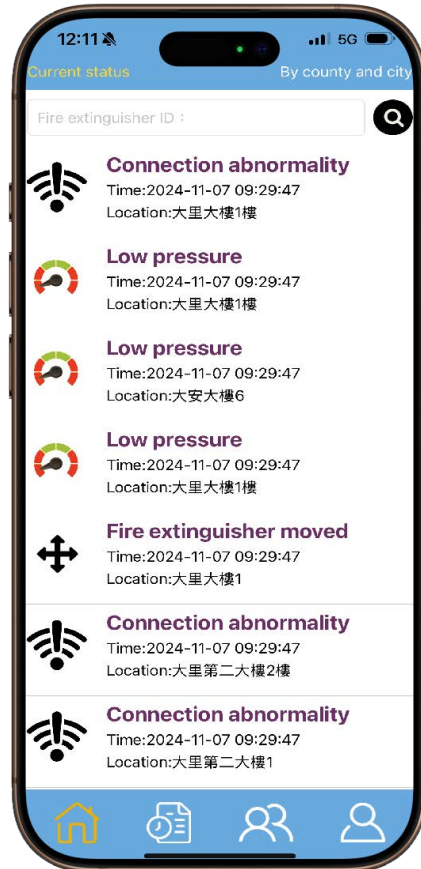 12:11 5G
Current status By county and city
Fire extinguisher ID：
Connection abnormality
Time:2024-11-07 09:29:47
Location:大里大樓1樓
Low pressure
Time:2024-11-07 09:29:47
Location:大里大樓1樓
Low pressure
Time:2024-11-07 09:29:47
Location:大安大樓6
Low pressure
Time:2024-11-07 09:29:47
Location:大里大樓1樓
Fire extinguisher moved
Time:2024-11-07 09:29:47
Location:大里大樓1
Connection abnormality
Time:2024-11-07 09:29:47
Location:大里第二大樓2樓
Connection abnormality
Time:2024-11-07 09:29:47
Location:大里第二大樓1